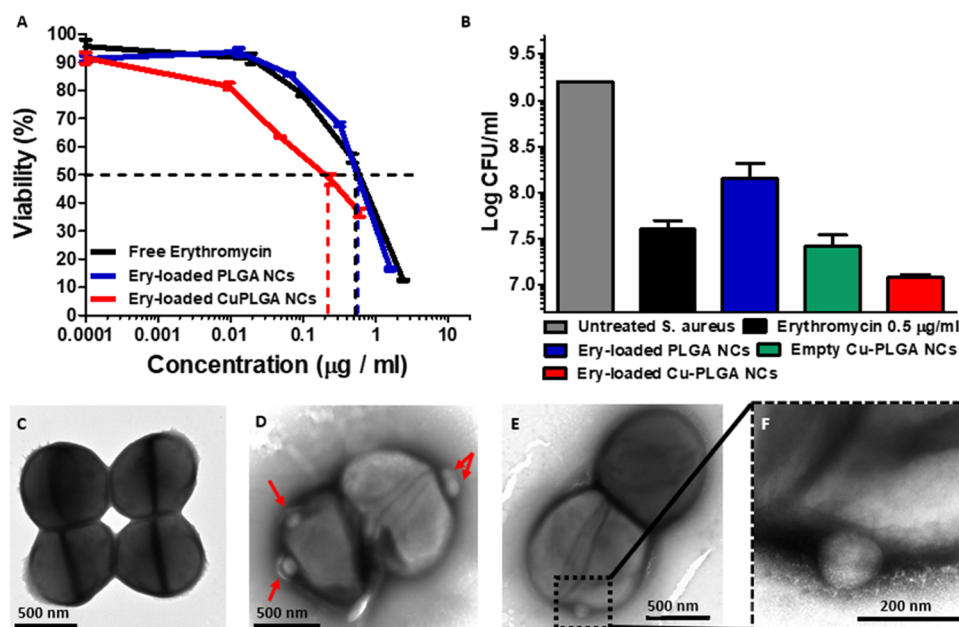 A
Viability (%)
100
90
80
70
60
50
40
30
20
10
0
Free Erythromycin
Ery-loaded PLGA NCs
Ery-loaded CuPLGA NCs
0.0001 0.01 0.1 1 10
Concentration (μg / ml)
B
Log CFU/ml
9.5
9.0
8.5
8.0
7.5
7.0
Untreated S. aureus Erythromycin 0.5 μg/ml
Ery-loaded PLGA NCs Empty Cu-PLGA NCs
Ery-loaded Cu-PLGA NCs
C
500 nm
D
500 nm
E
500 nm
F
200 nm